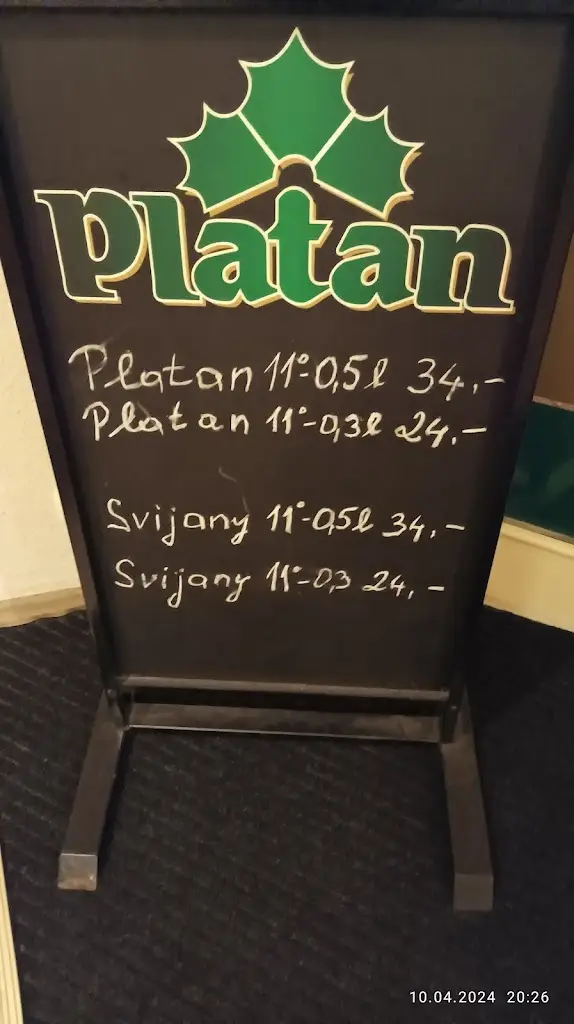 Platan
Platan 11°-0,5l 34,-
Platan 11°-0,3l 24,-
Svijany 11°-0,5l 34,-
Svijany 11°-0,3 24,-
10.04.2024 20:26